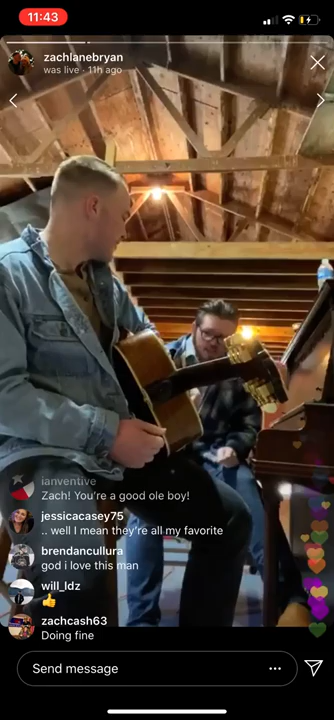 11:43
zachlanebryan
was live · 11h ago
ianventive
Zach! You're a good ole boy!
jessicacasey75
.. well I mean they're all my favorite
brendancullura
god i love this man
will_ldz
👍
zachcash63
Doing fine
Send message